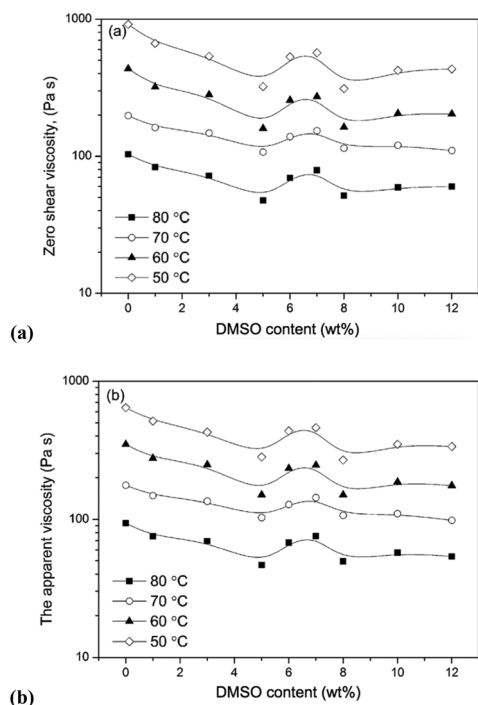 (a)
1000
100
10
Zero shear viscosity, (Pa s)
80 °C
70 °C
60 °C
50 °C
0 2 4 6 8 10 12
DMSO content (wt%)
(a)
(b)
1000
100
10
The apparent viscosity (Pa s)
80 °C
70 °C
60 °C
50 °C
0 2 4 6 8 10 12
DMSO content (wt%)
(b)